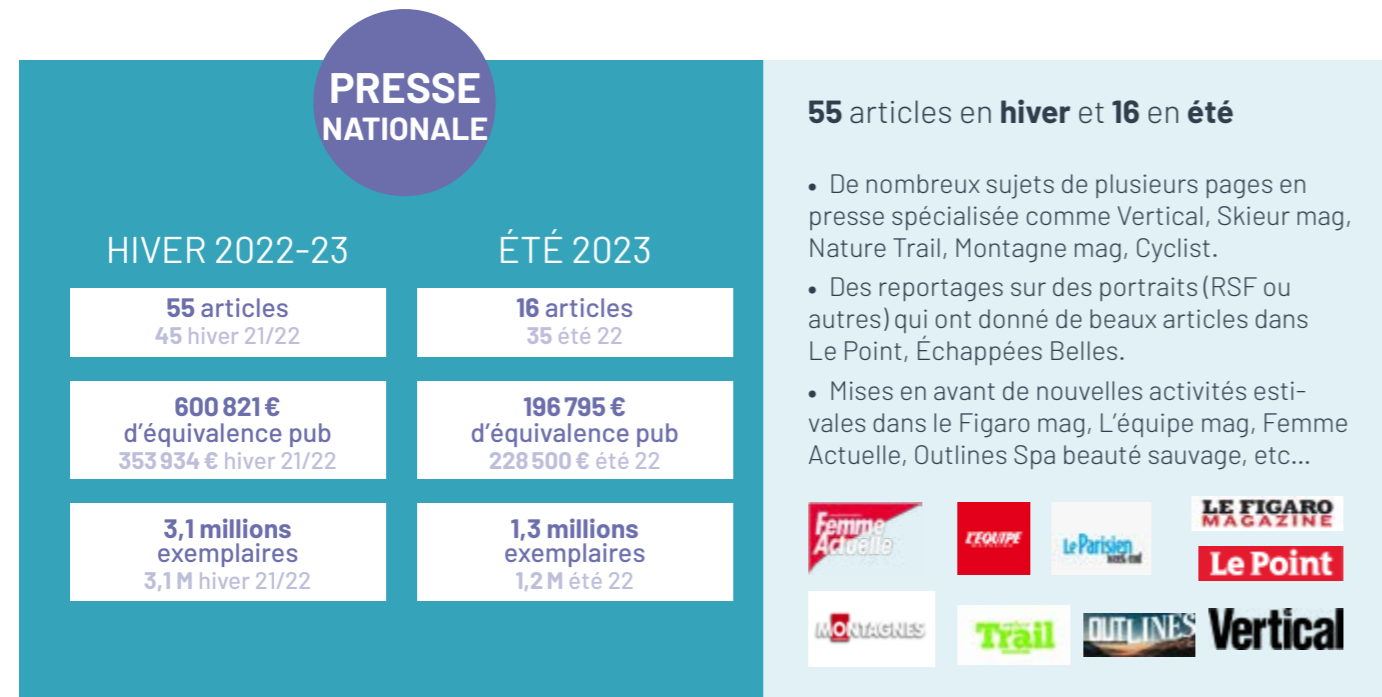 PRESSE
NATIONALE
HIVER 2022-23
55 articles
45 hiver 21/22
600 821 €
d'équivalence pub
353 934 € hiver 21/22
3,1 millions
exemplaires
3,1 M hiver 21/22
ÉTÉ 2023
16 articles
35 été 22
196 795 €
d'équivalence pub
228 500 € été 22
1,3 millions
exemplaires
1,2 M été 22
55 articles en hiver et 16 en été
• De nombreux sujets de plusieurs pages en
presse spécialisée comme Vertical, Skieur mag,
Nature Trail, Montagne mag, Cyclist.
• Des reportages sur des portraits (RSF ou
autres) qui ont donné de beaux articles dans
Le Point, Échappées Belles.
• Mises en avant de nouvelles activités esti-
vales dans le Figaro mag, L'équipe mag, Femme
Actuelle, Outlines Spa beauté sauvage, etc...
Femme
Actuelle
L'EQUIPE
Le Parisien
week-end
LE FIGARO
MAGAZINE
Le Point
MONTAGNES
Trail
OUTLINES
Vertical